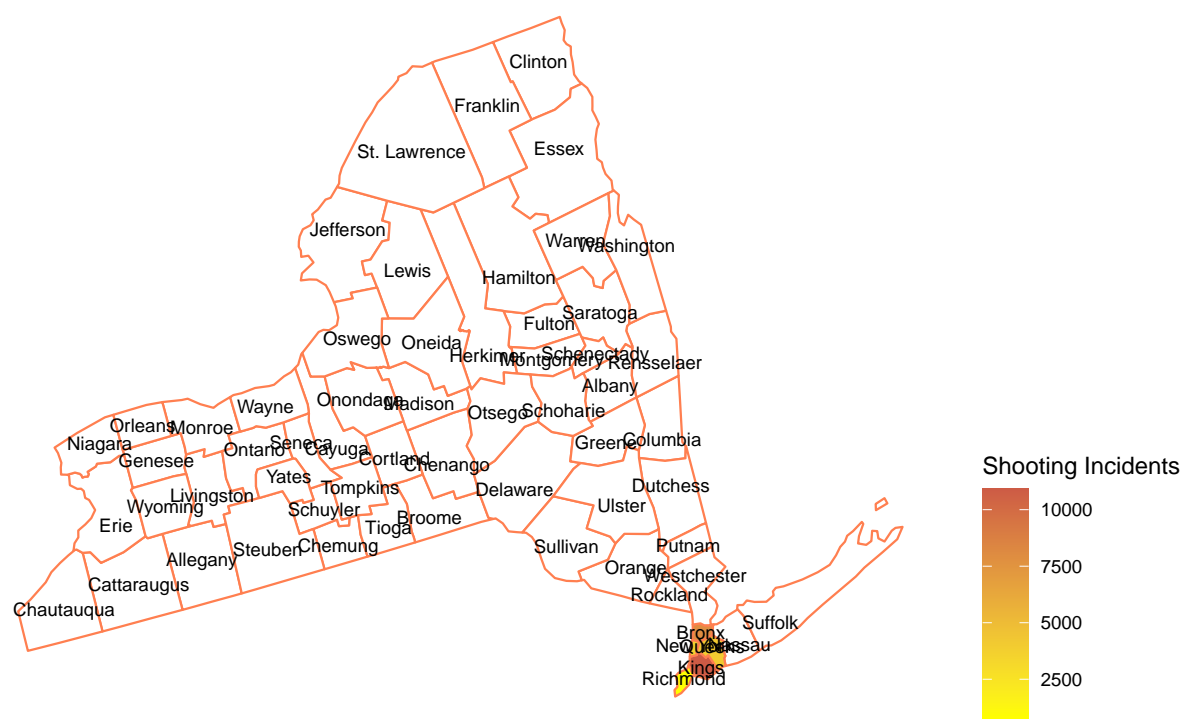 Clinton
Franklin
St. Lawrence
Essex
Jefferson
Warren
Washington
Lewis
Hamilton
Saratoga
Fulton
Oswego
Oneida
Herkimer
Montgomery
Schenectady
Rensselaer
Albany
Onondaga
Madison
Otsego
Schoharie
Wayne
Orleans
Monroe
Niagara
Genesee
Ontario
Seneca
Cayuga
Cortland
Chenango
Greene
Columbia
Yates
Livingston
Wyoming
Tompkins
Delaware
Dutchess
Ulster
Schuyler
Broome
Tioga
Erie
Allegany
Steuben
Chemung
Sullivan
Putnam
Cattaraugus
Orange
Westchester
Rockland
Chautauqua
Suffolk
Bronx
Queens
Nassau
Kings
Richmond
Shooting Incidents
10000
7500
5000
2500